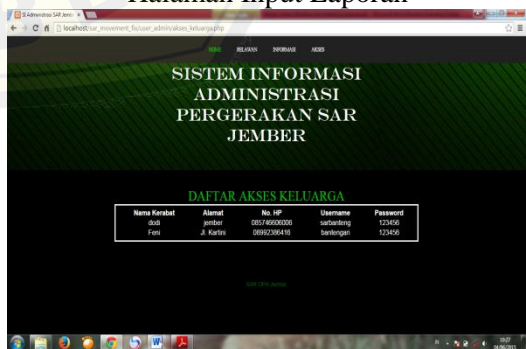 Halaman Input Laporan
SI Administrasi SAR Jemb
localhost/sar_movement_fix/user_admin/akses_keluarga.php
HOME RELAWAN INFORMASI AKSES
SISTEM INFORMASI
ADMINISTRASI
PERGERAKAN SAR
JEMBER
DAFTAR AKSES KELUARGA
Nama Kerabat Alamat No. HP Username Password
dodi jember 085746606006 sarbanteng 123456
Feni Jl. Kartini 08992386416 bantengan 123456